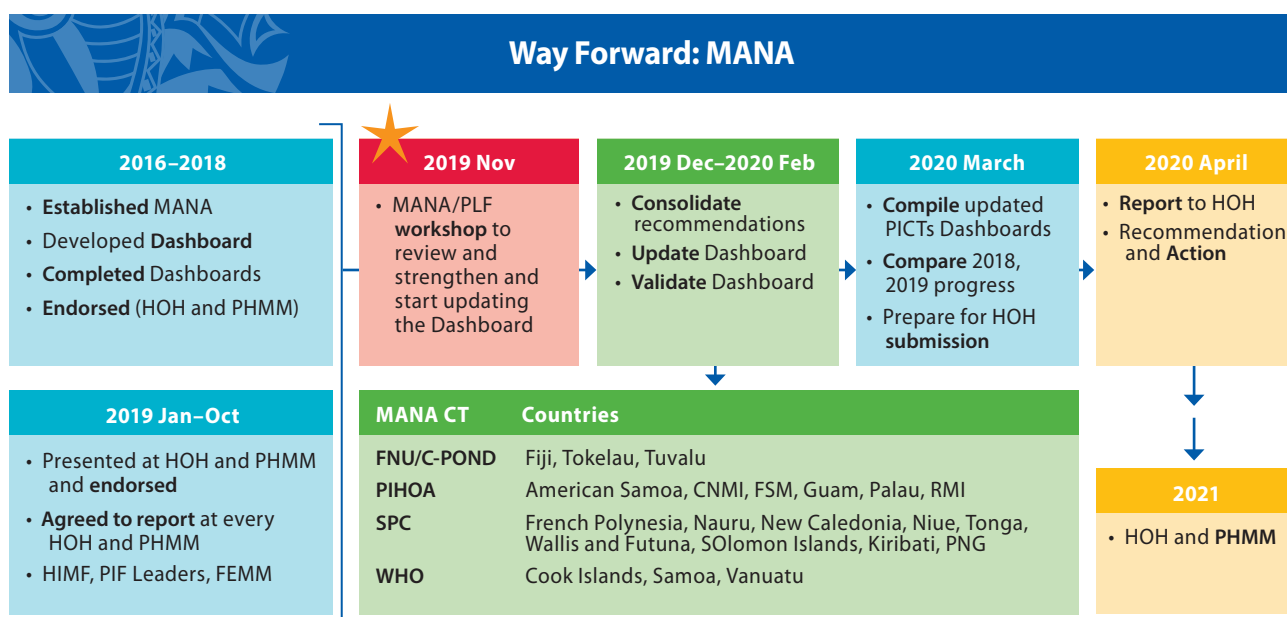 Way Forward: MANA
2016–2018
• Established MANA
• Developed Dashboard
• Completed Dashboards
• Endorsed (HOH and PHMM)
2019 Jan–Oct
• Presented at HOH and PHMM
and endorsed
• Agreed to report at every
HOH and PHMM
• HIMF, PIF Leaders, FEMM
2019 Nov
• MANA/PLF
workshop to
review and
strengthen and
start updating
the Dashboard
2019 Dec–2020 Feb
• Consolidate
recommendations
• Update Dashboard
• Validate Dashboard
2020 March
• Compile updated
PICTs Dashboards
• Compare 2018,
2019 progress
• Prepare for HOH
submission
2020 April
• Report to HOH
• Recommendation
and Action
MANA CT Countries
FNU/C-POND Fiji, Tokelau, Tuvalu
PIHOA American Samoa, CNMI, FSM, Guam, Palau, RMI
SPC French Polynesia, Nauru, New Caledonia, Niue, Tonga,
Wallis and Futuna, SOlomon Islands, Kiribati, PNG
WHO Cook Islands, Samoa, Vanuatu
2021
• HOH and PHMM